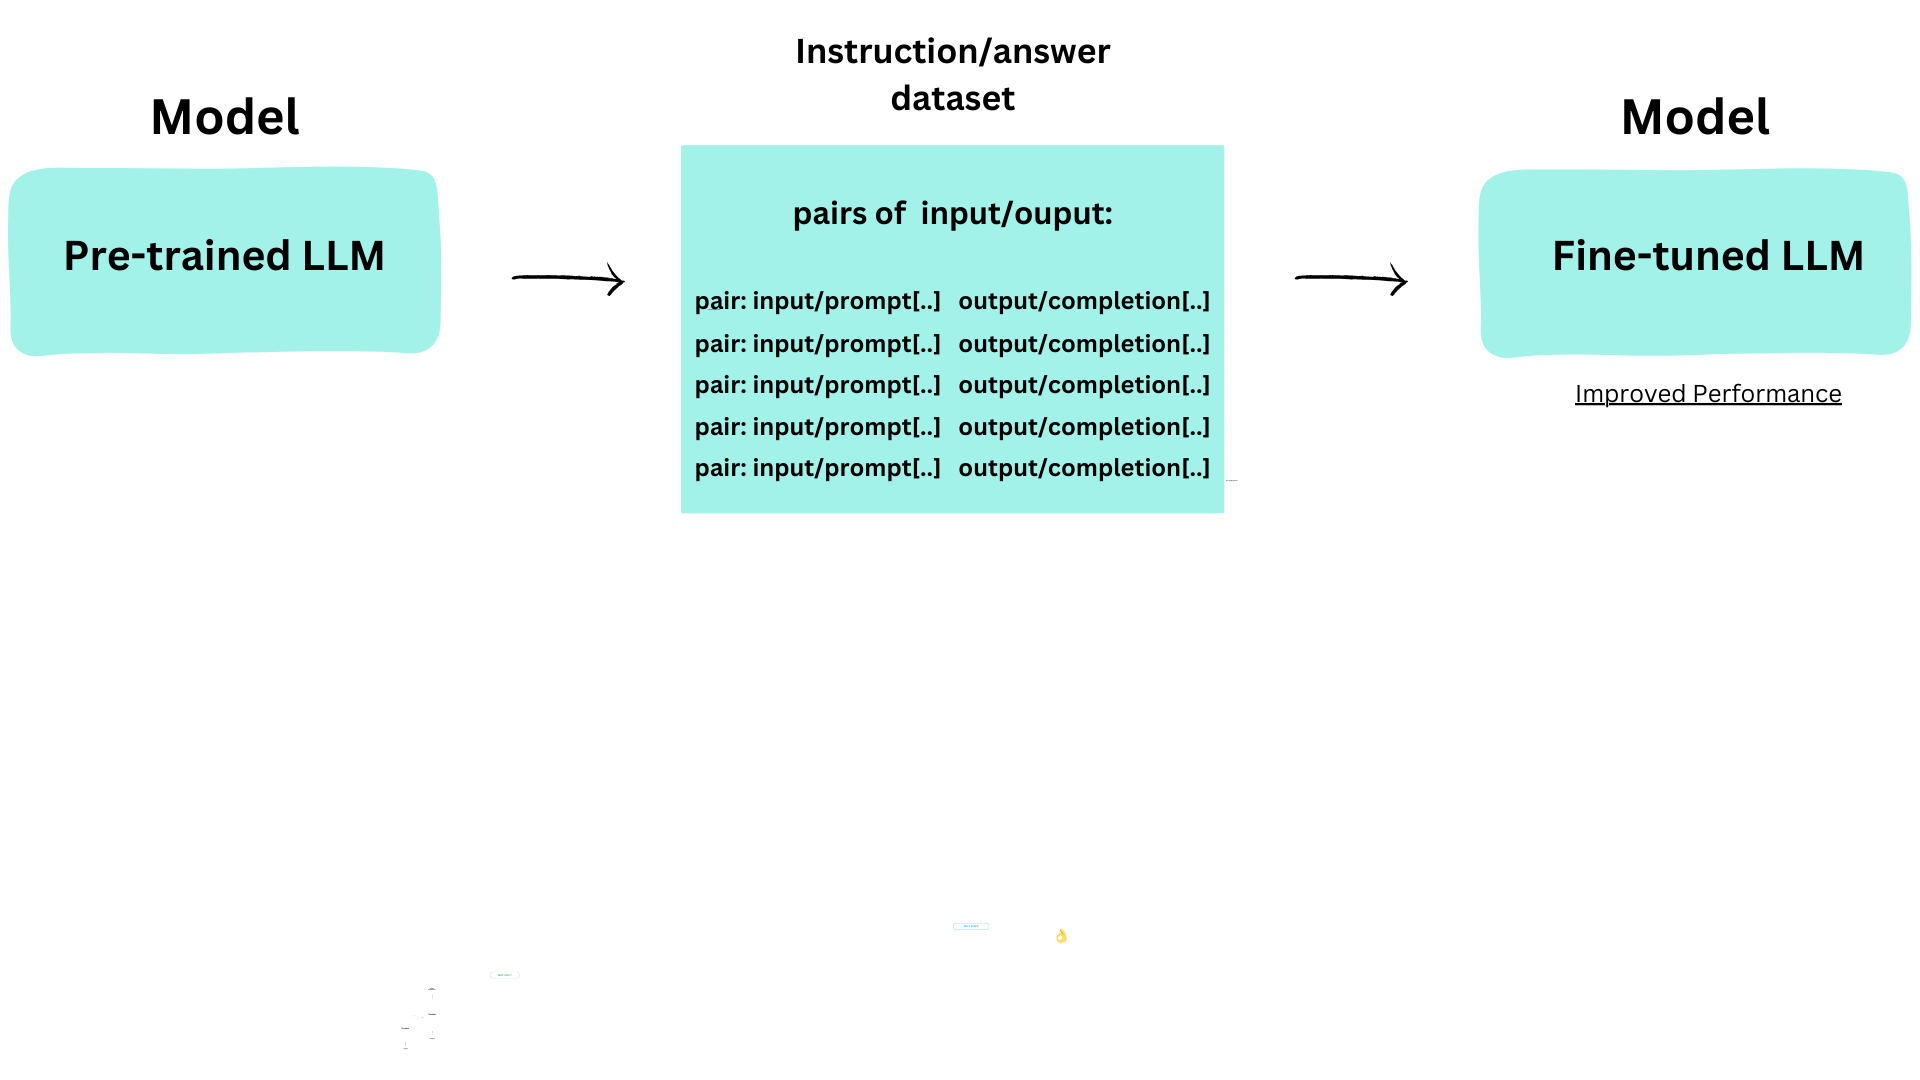 Model
Pre-trained LLM
Instruction/answer
dataset
pairs of input/ouput:
pair: input/prompt[..] output/completion[..]
pair: input/prompt[..] output/completion[..]
pair: input/prompt[..] output/completion[..]
pair: input/prompt[..] output/completion[..]
pair: input/prompt[..] output/completion[..]
Model
Fine-tuned LLM
Improved Performance